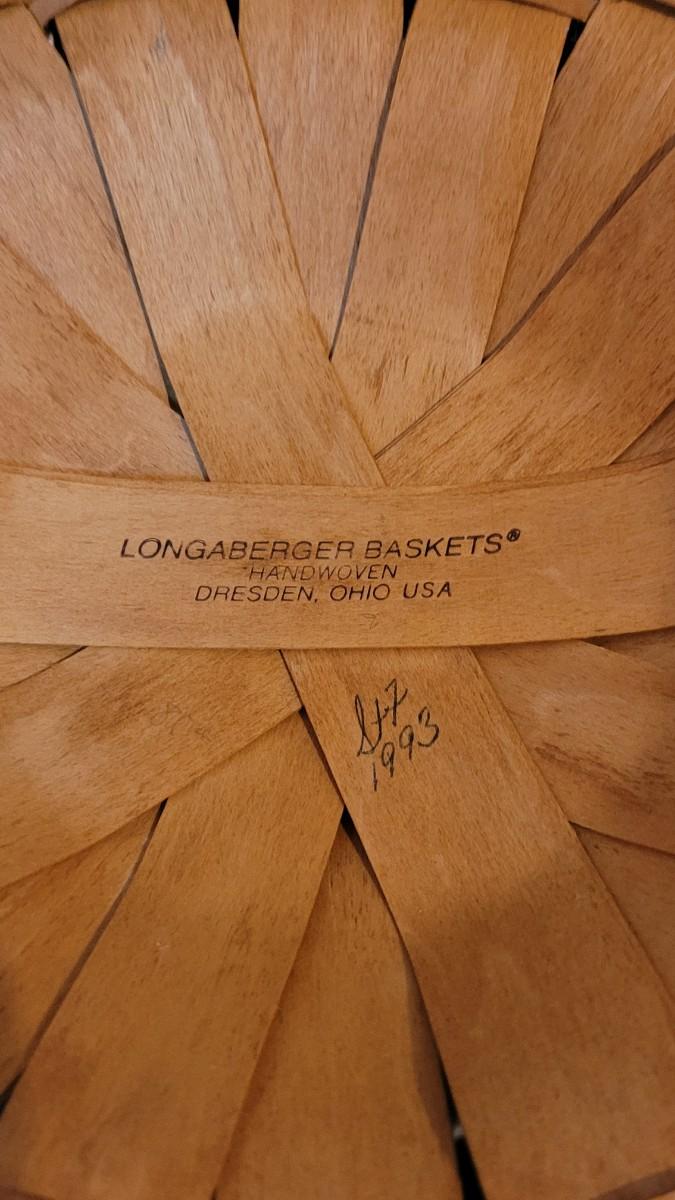 LONGABERGER BASKETS®
HANDWOVEN
DRESDEN, OHIO USA
1993